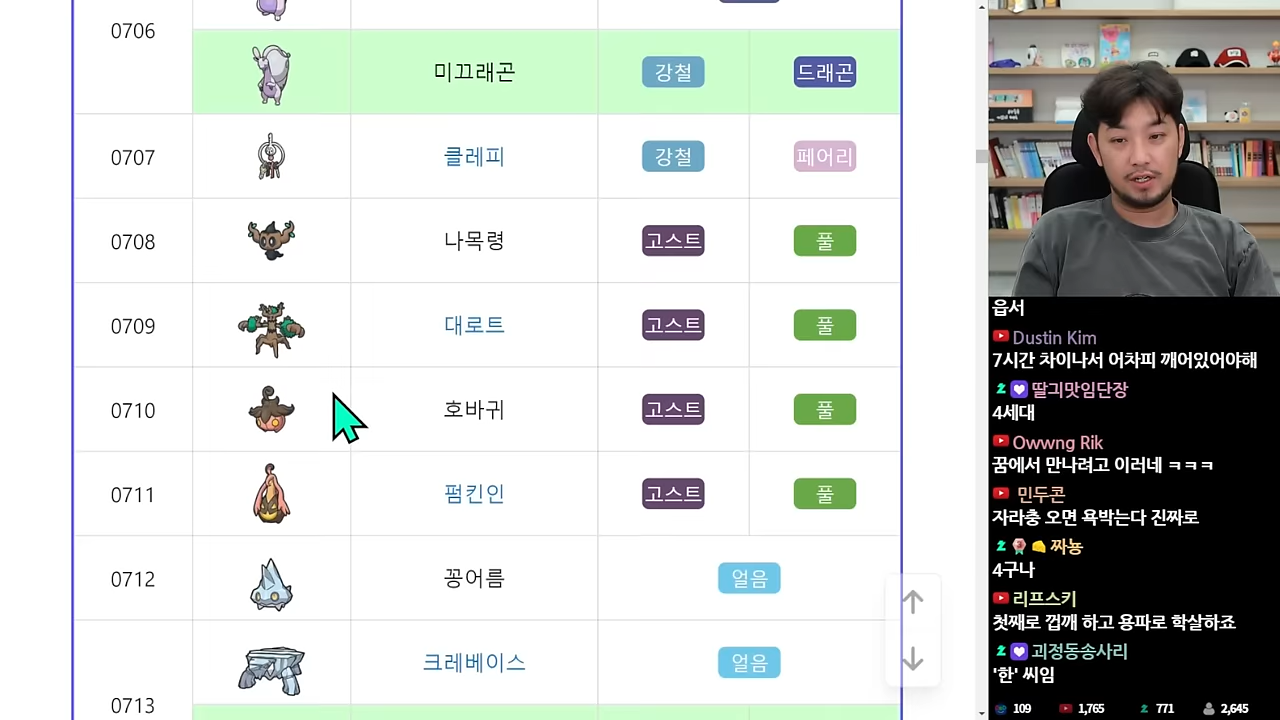 0706
미끄래곤 강철 드래곤
0707 클레피 강철 페어리
0708 나목령 고스트 풀
0709 대로트 고스트 풀
0710 호바귀 고스트 풀
0711 펌킨인 고스트 풀
0712 꽁어름 얼음
크레베이스 얼음
0713
읍서
Dustin Kim
7시간 차이나서 어차피 깨어있어야해
딸긔맛임단장
4세대
Owwng Rik
꿈에서 만나려고 이러네 ㅋㅋㅋ
민두콘
자라충 오면 욕박는다 진짜로
짜뇽
4구나
리프스키
첫째로 껍깨 하고 용파로 학살하죠
괴정동송사리
'한' 씨임
109 1,765 771 2,645